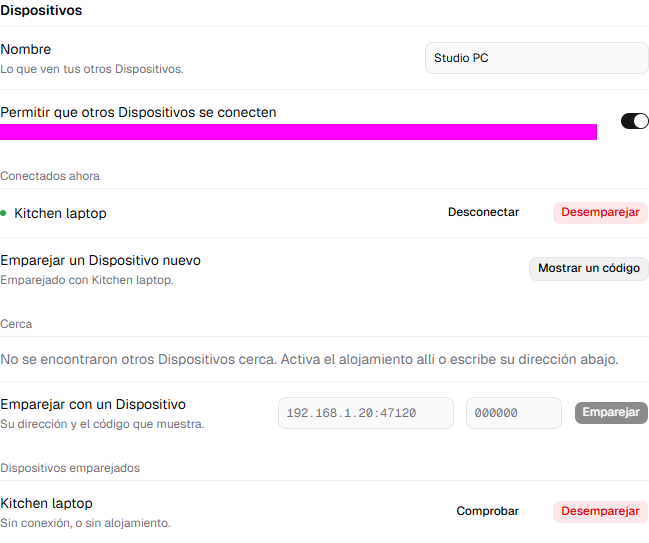 Dispositivos
Nombre
Lo que ven tus otros Dispositivos.
Studio PC
Permitir que otros Dispositivos se conecten
Conectados ahora
Kitchen laptop
Desconectar
Desemparejar
Emparejar un Dispositivo nuevo
Emparejado con Kitchen laptop.
Mostrar un código
Cerca
No se encontraron otros Dispositivos cerca. Activa el alojamiento allí o escribe su dirección abajo.
Emparejar con un Dispositivo
Su dirección y el código que muestra.
192.168.1.20:47120
000000
Emparejar
Dispositivos emparejados
Kitchen laptop
Sin conexión, o sin alojamiento.
Comprobar
Desemparejar